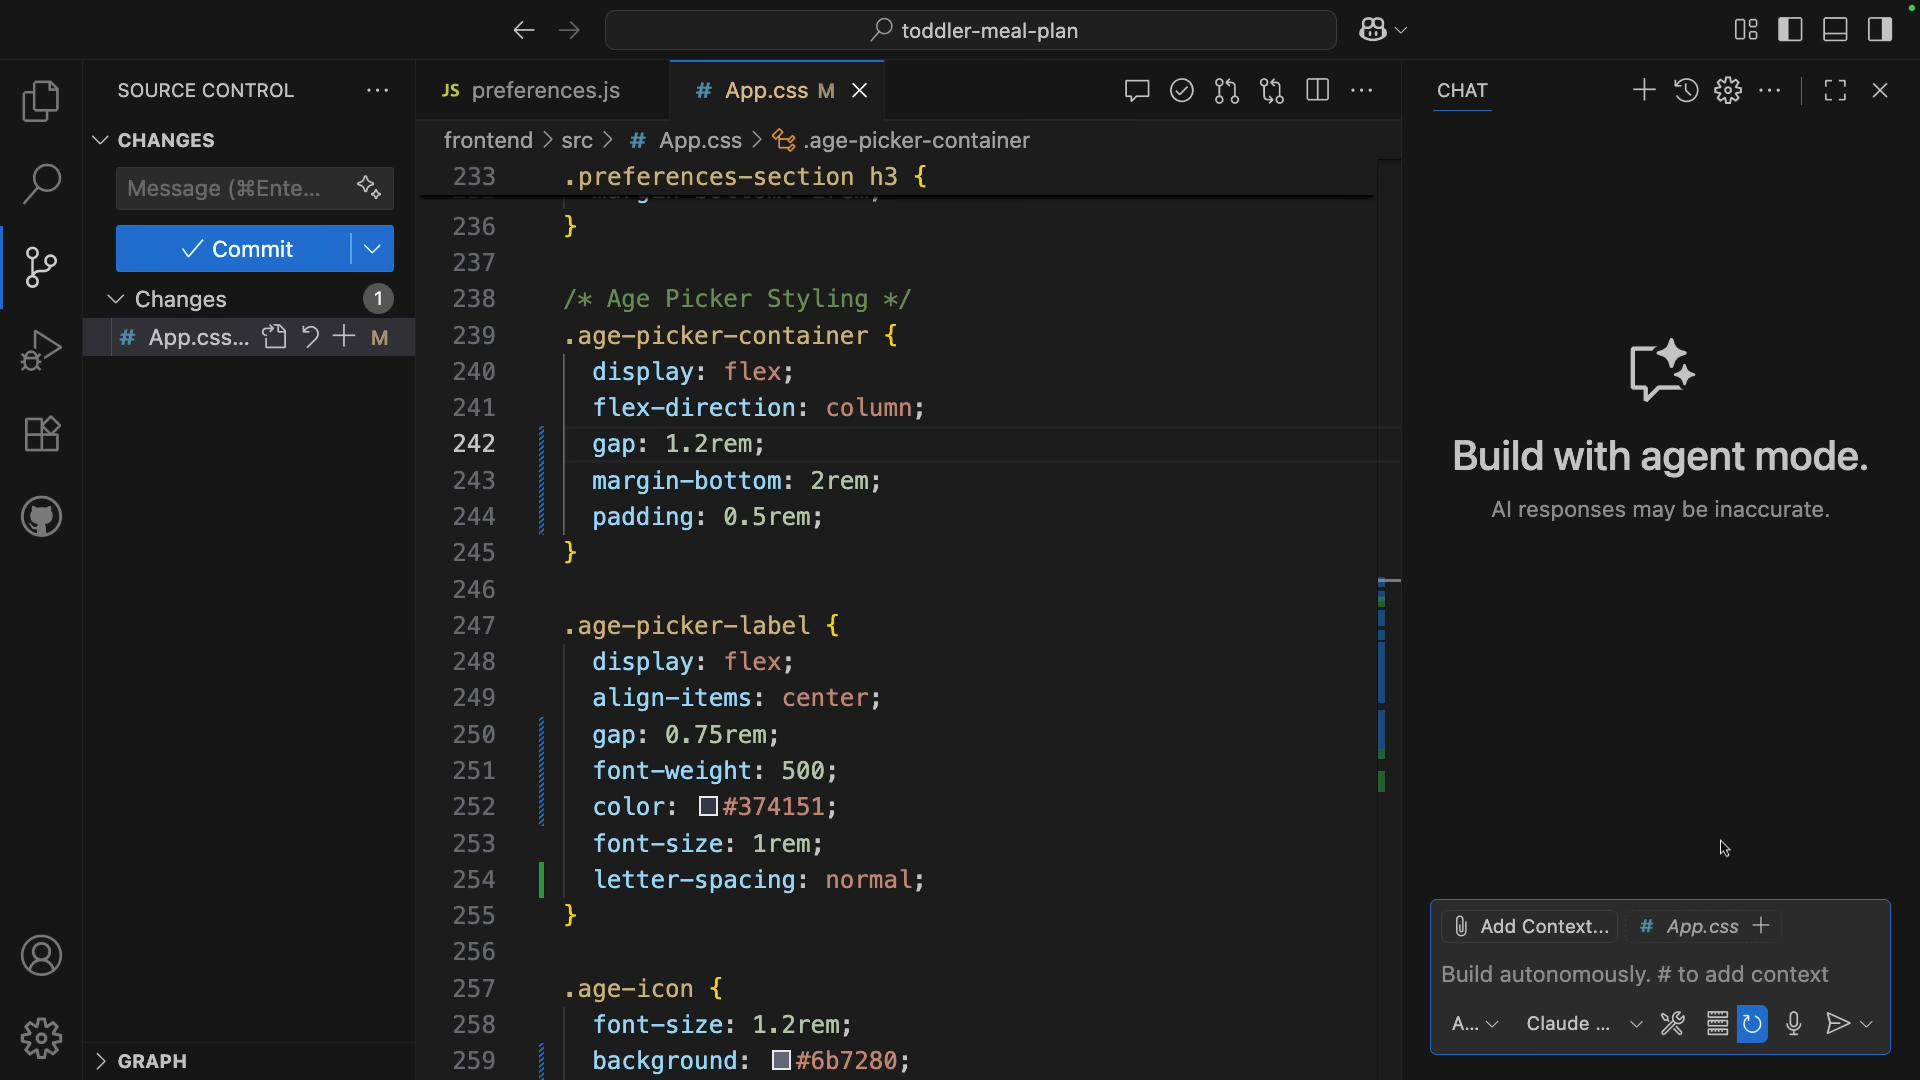 toddler-meal-plan
SOURCE CONTROL
CHANGES
Message (⌘Ente...
Commit
Changes
1
# App.css...
M
GRAPH
JS preferences.js
# App.css M
frontend > src > # App.css > .age-picker-container
233 .preferences-section h3 {
236 }
237
238 /* Age Picker Styling */
239 .age-picker-container {
240 display: flex;
241 flex-direction: column;
242 gap: 1.2rem;
243 margin-bottom: 2rem;
244 padding: 0.5rem;
245 }
246
247 .age-picker-label {
248 display: flex;
249 align-items: center;
250 gap: 0.75rem;
251 font-weight: 500;
252 color: #374151;
253 font-size: 1rem;
254 letter-spacing: normal;
255 }
256
257 .age-icon {
258 font-size: 1.2rem;
259 background: #6b7280;
CHAT
Build with agent mode.
AI responses may be inaccurate.
Add Context...
# App.css +
Build autonomously. # to add context
A...
Claude ...